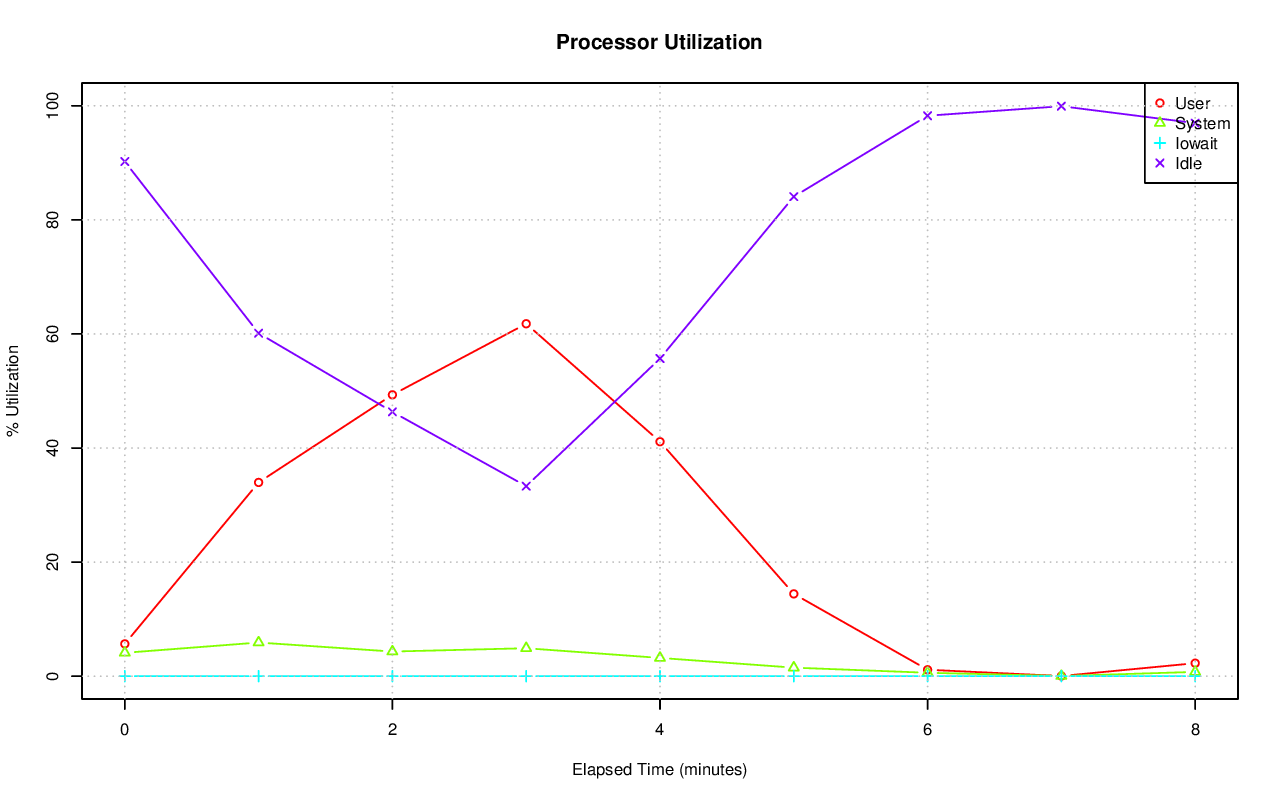 Processor Utilization
% Utilization
100
80
60
40
20
0
User
System
Iowait
Idle
0 2 4 6 8
Elapsed Time (minutes)